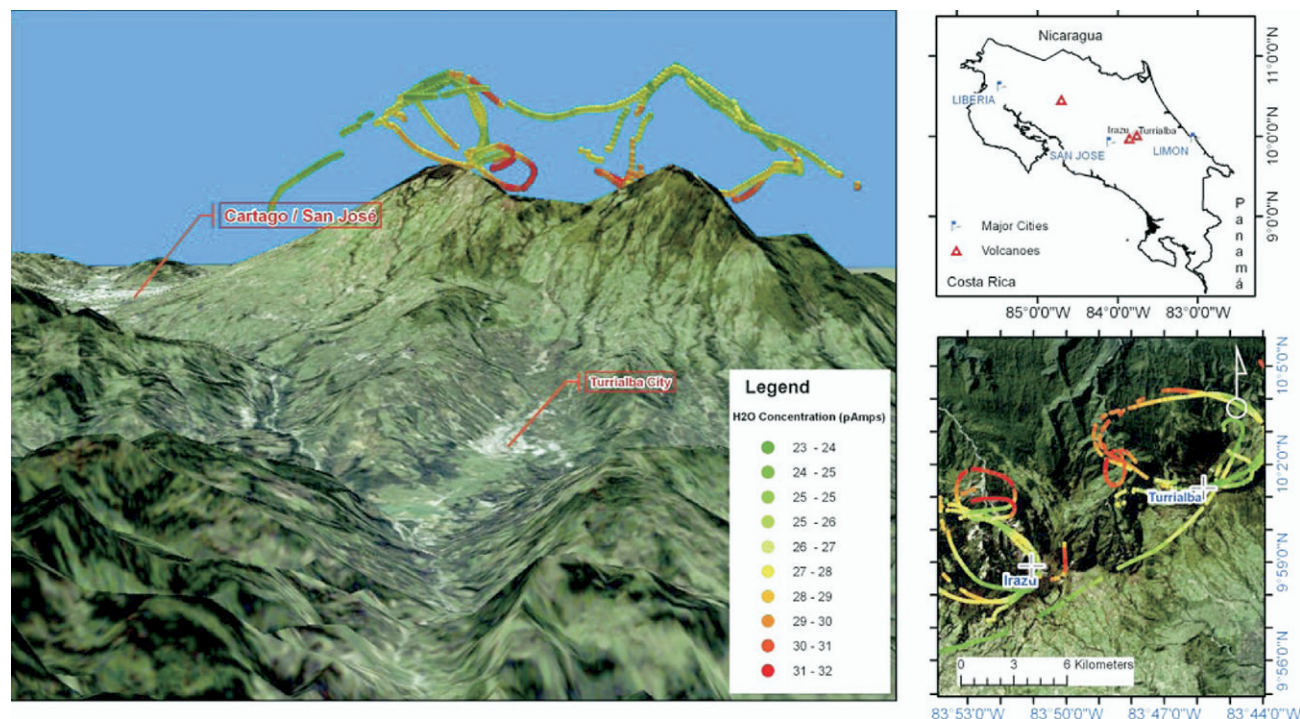 Cartago / San José
Turrialba City
Legend
H2O Concentration (pAmps)
23 - 24
24 - 25
25 - 25
25 - 26
26 - 27
27 - 28
28 - 29
29 - 30
30 - 31
31 - 32
Nicaragua
LIBERIA
Irazu
Turrialba
SAN JOSE
LIMON
Major Cities
Volcanoes
Costa Rica
Panamá
11°0'0"N
10°0'0"N
9°0'0"N
85°0'0"W 84°0'0"W 83°0'0"W
Turrialba
Irazú
0 3 6 Kilometers
10°5'0"N
10°2'0"N
9°59'0"N
9°56'0"N
83°53'0"W 83°50'0"W 83°47'0"W 83°44'0"W